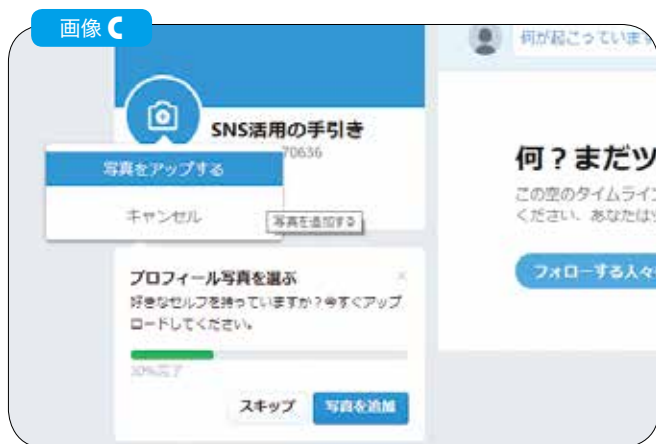 画像 C
何が起こっています
SNS活用の手引き
70636
写真をアップする
キャンセル
写真を追加する
何？まだツ
この空のタイムライン
ください、あなたは
フォローする人々
プロフィール写真を選ぶ
好きなセルフを持っていますか？今すぐアップ
ロードしてください。
30%完了
スキップ
写真を追加